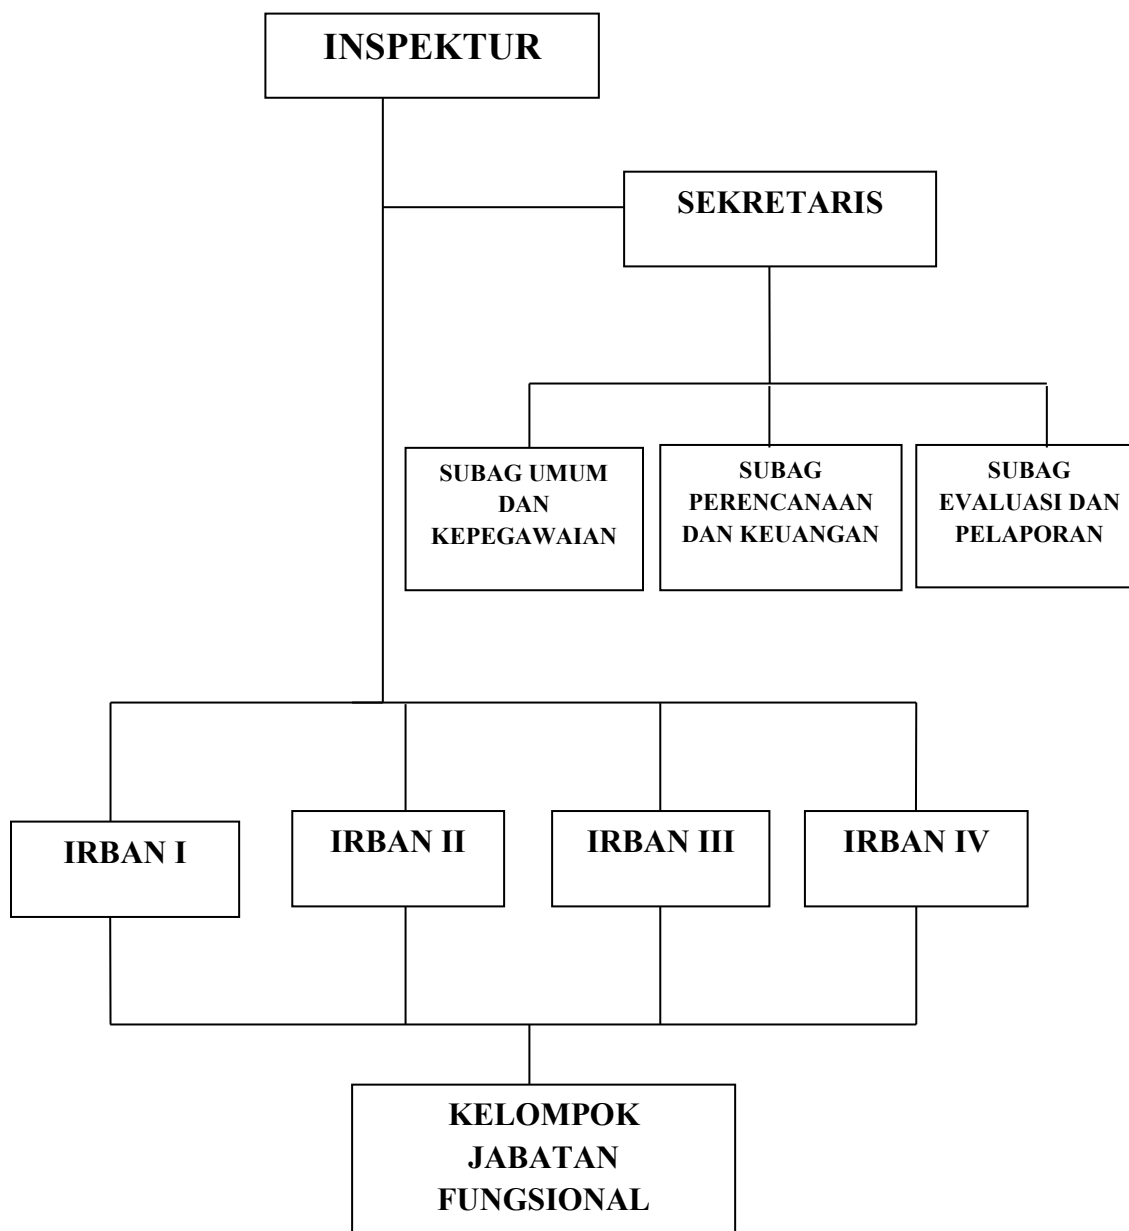 INSPEKTUR
SEKRETARIS
SUBAG UMUM
DAN
KEPEGAWAIAN
SUBAG
PERENCANAAN
DAN KEUANGAN
SUBAG
EVALUASI DAN
PELAPORAN
IRBAN I
IRBAN II
IRBAN III
IRBAN IV
KELOMPOK
JABATAN
FUNGSIONAL